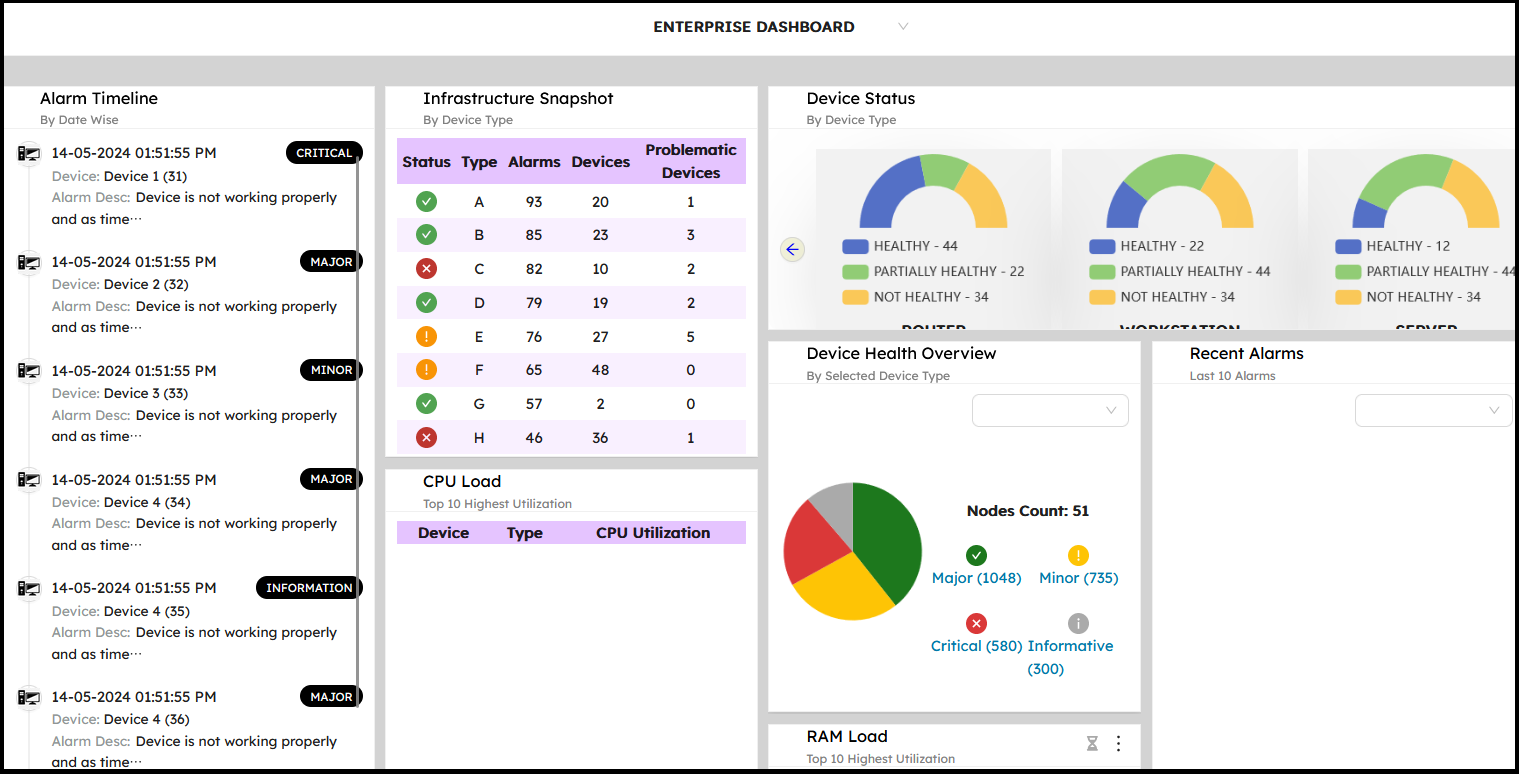 ENTERPRISE DASHBOARD
Alarm Timeline
By Date Wise
14-05-2024 01:51:55 PM CRITICAL
Device: Device 1 (31)
Alarm Desc: Device is not working properly
and as time···
14-05-2024 01:51:55 PM MAJOR
Device: Device 2 (32)
Alarm Desc: Device is not working properly
and as time···
14-05-2024 01:51:55 PM MINOR
Device: Device 3 (33)
Alarm Desc: Device is not working properly
and as time···
14-05-2024 01:51:55 PM MAJOR
Device: Device 4 (34)
Alarm Desc: Device is not working properly
and as time···
14-05-2024 01:51:55 PM INFORMATION
Device: Device 4 (35)
Alarm Desc: Device is not working properly
and as time···
14-05-2024 01:51:55 PM MAJOR
Device: Device 4 (36)
Alarm Desc: Device is not working properly
and as time···
Infrastructure Snapshot
By Device Type
Status Type Alarms Devices Problematic Devices
A 93 20 1
B 85 23 3
C 82 10 2
D 79 19 2
E 76 27 5
F 65 48 0
G 57 2 0
H 46 36 1
CPU Load
Top 10 Highest Utilization
Device Type CPU Utilization
Device Status
By Device Type
HEALTHY - 44
PARTIALLY HEALTHY - 22
NOT HEALTHY - 34
ROUTER
HEALTHY - 22
PARTIALLY HEALTHY - 44
NOT HEALTHY - 34
WORKSTATION
HEALTHY - 12
PARTIALLY HEALTHY - 44
NOT HEALTHY - 34
SERVER
Device Health Overview
By Selected Device Type
Nodes Count: 51
Major (1048) Minor (735)
Critical (580) Informative
(300)
RAM Load
Top 10 Highest Utilization
Recent Alarms
Last 10 Alarms